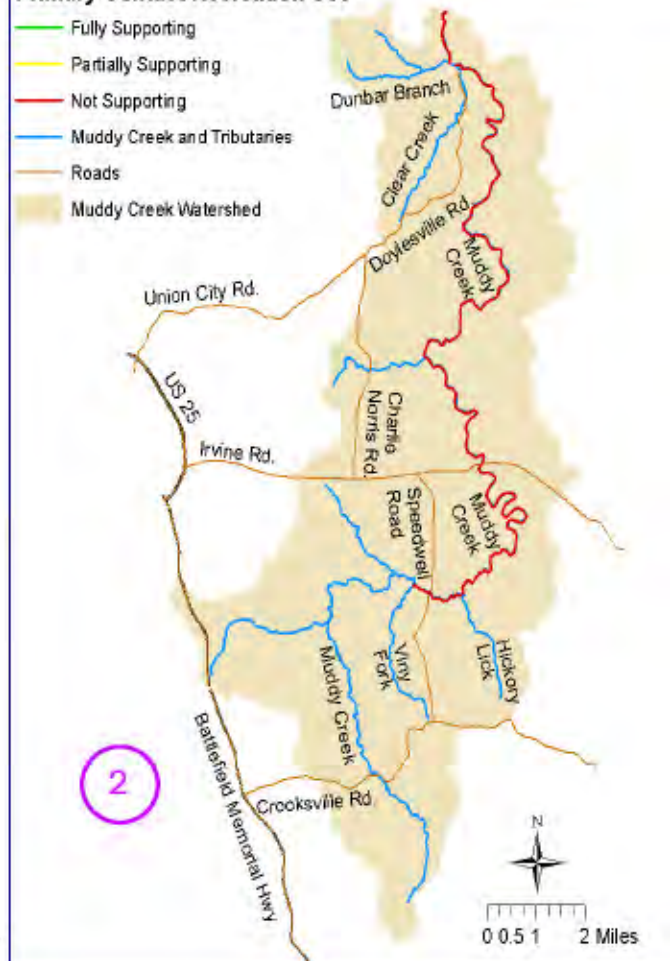 Fully Supporting
Partially Supporting
Not Supporting
Muddy Creek and Tributaries
Roads
Muddy Creek Watershed
Dunbar Branch
Clear Creek
Doylesville Rd.
Muddy
Creek
Union City Rd.
US 25
Charlie
Norris Rd.
Irvine Rd.
Speedwell
Road
Muddy
Creek
Hickory
Lick
Viny
Fork
Muddy Creek
Battlefield Memorial Hwy
2
Crooksville Rd.
N
0 0.5 1 2 Miles